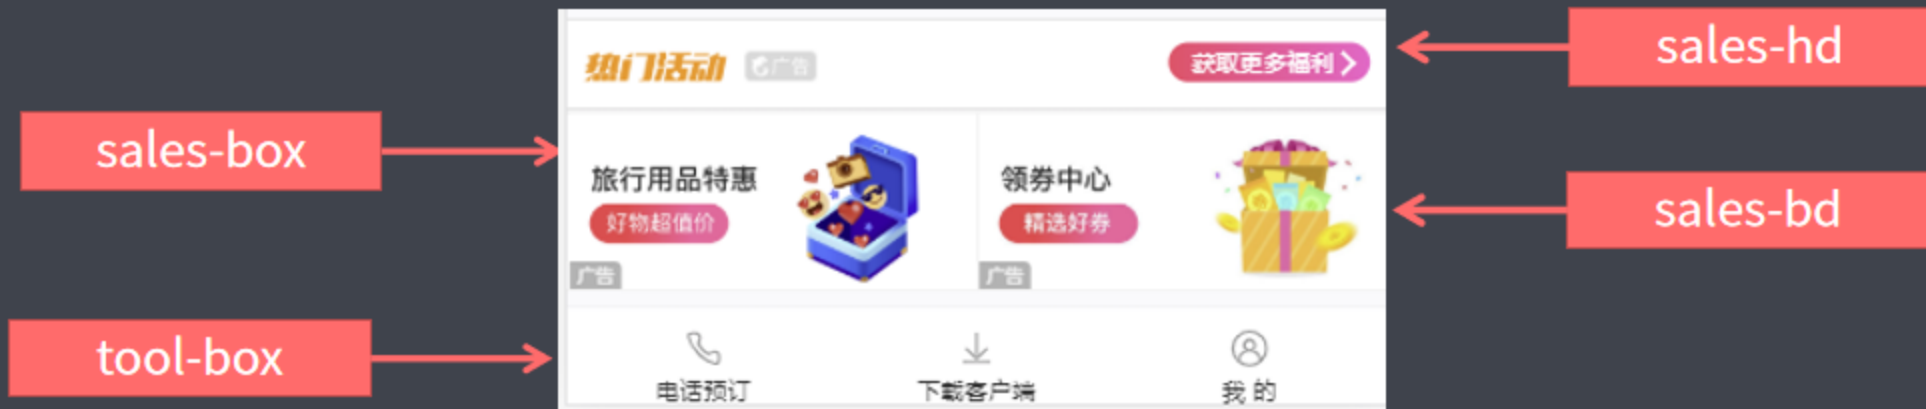 sales-hd
热门活动
广告
获取更多福利
sales-box
旅行用品特惠
好物超值价
广告
领券中心
精选好券
广告
sales-bd
tool-box
电话预订
下载客户端
我 的